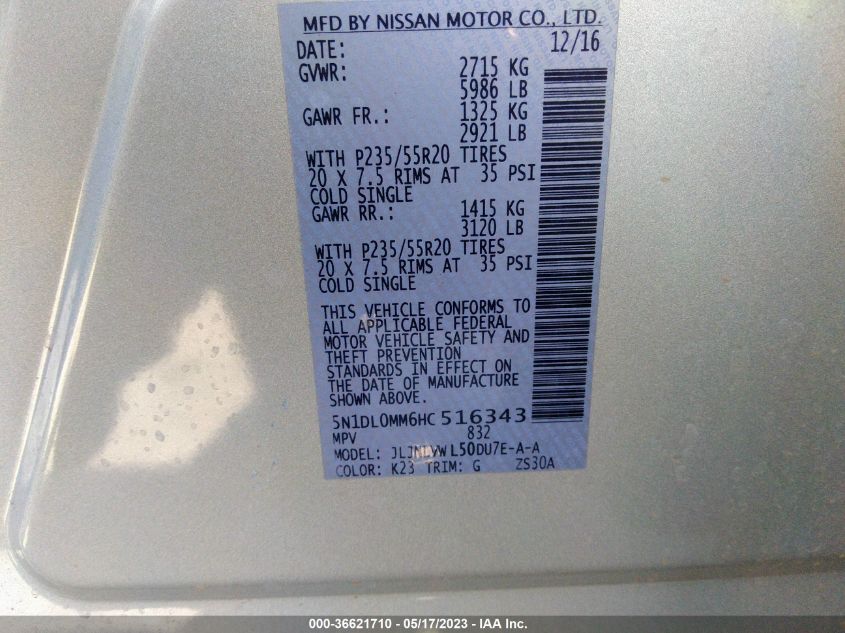 MFD BY NISSAN MOTOR CO., LTD.
DATE: 12/16
GVWR: 2715 KG
5986 LB
GAWR FR.: 1325 KG
2921 LB
WITH P235/55R20 TIRES
20 X 7.5 RIMS AT 35 PSI
COLD SINGLE
GAWR RR.: 1415 KG
3120 LB
WITH P235/55R20 TIRES
20 X 7.5 RIMS AT 35 PSI
COLD SINGLE
THIS VEHICLE CONFORMS TO
ALL APPLICABLE FEDERAL
MOTOR VEHICLE SAFETY AND
THEFT PREVENTION
STANDARDS IN EFFECT ON
THE DATE OF MANUFACTURE
SHOWN ABOVE.
5N1DL0MM6HC516343
MPV 832
MODEL: L50DU7E-A-A
COLOR: K23 TRIM: G ZS30A
000-36621710 - 05/17/2023 - IAA Inc.